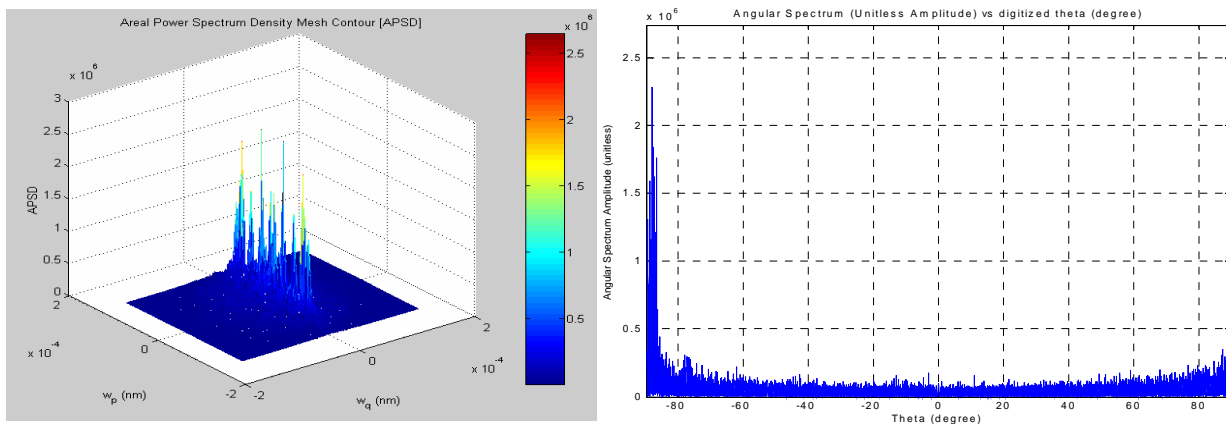 Areal Power Spectrum Density Mesh Contour [APSD]
x 10^6
3
2.5
2
1.5
1
0.5
0
APSD
2
0
-2
x 10^-4
w_p (nm)
-2
0
2
x 10^-4
w_q (nm)
x 10^6
2.5
2
1.5
1
0.5
Angular Spectrum (Unitless Amplitude) vs digitized theta (degree)
x 10^6
2.5
2
1.5
1
0.5
0
Angular Spectrum Amplitude (unitless)
-80 -60 -40 -20 0 20 40 60 80
Theta (degree)